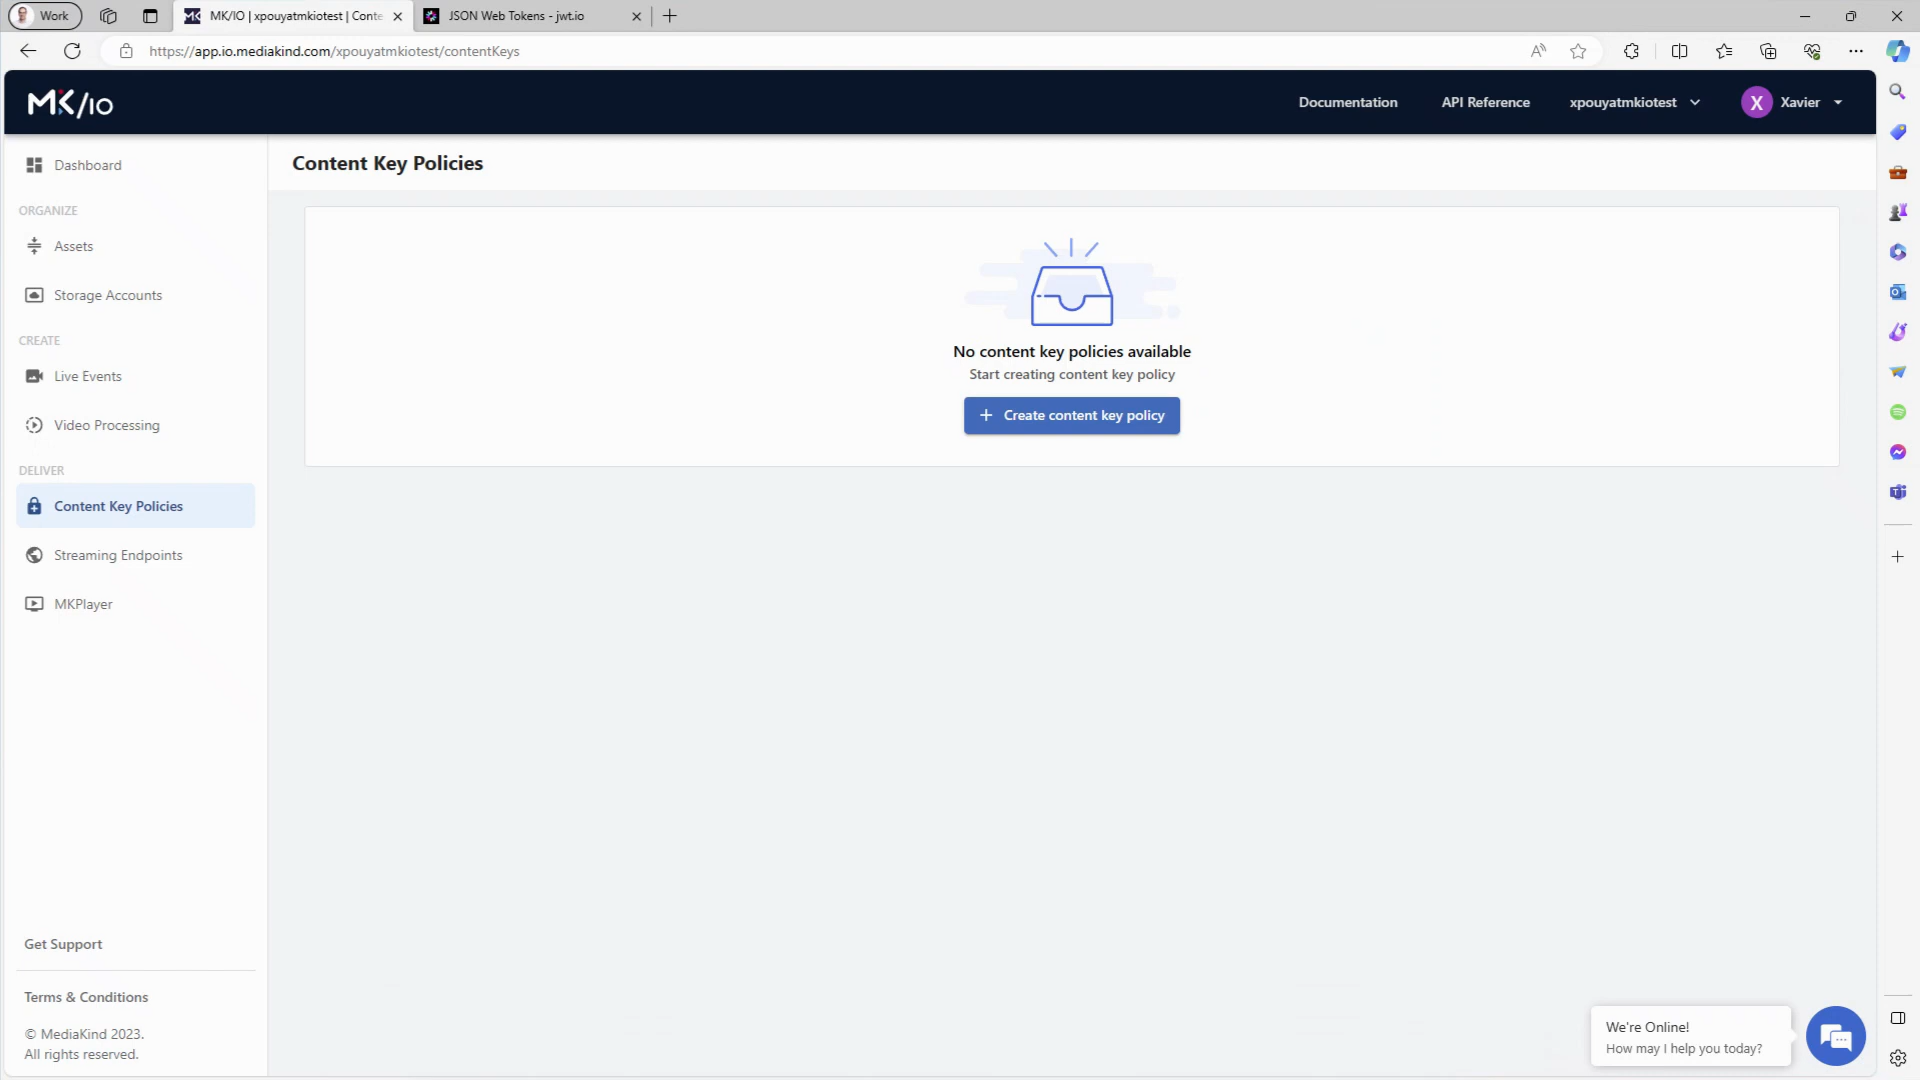 Work
MK/IO | xpouyatmkiotest | Conte
JSON Web Tokens - jwt.io
https://app.io.mediakind.com/xpouyatmkiotest/contentKeys
MK/IO
Documentation
API Reference
xpouyatmkiotest
X
Xavier
Dashboard
ORGANIZE
Assets
Storage Accounts
CREATE
Live Events
Video Processing
DELIVER
Content Key Policies
Streaming Endpoints
MKPlayer
Get Support
Terms & Conditions
© MediaKind 2023.
All rights reserved.
Content Key Policies
No content key policies available
Start creating content key policy
+ Create content key policy
We're Online!
How may I help you today?